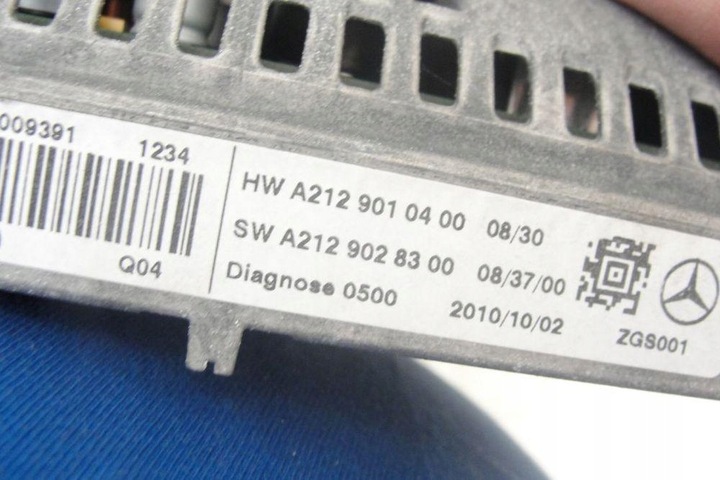 009391 1234
Q04
HW A212 901 04 00 08/30
SW A212 902 83 00 08/37/00
Diagnose 0500 2010/10/02
ZGS001